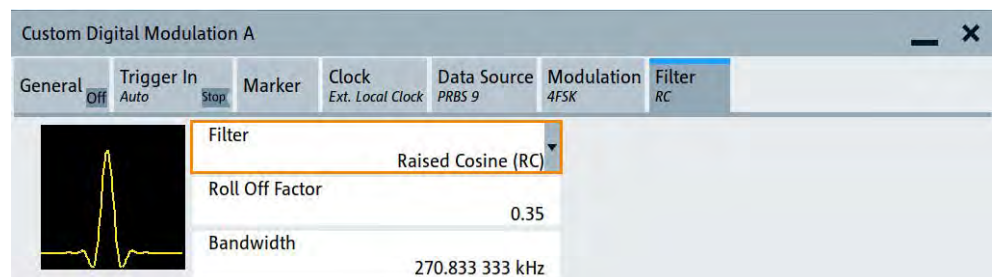 Custom Digital Modulation A
General Off Trigger In Auto Stop Marker Clock Ext. Local Clock Data Source PRBS 9 Modulation 4FSK Filter RC
Filter
Raised Cosine (RC)
Roll Off Factor
0.35
Bandwidth
270.833 333 kHz